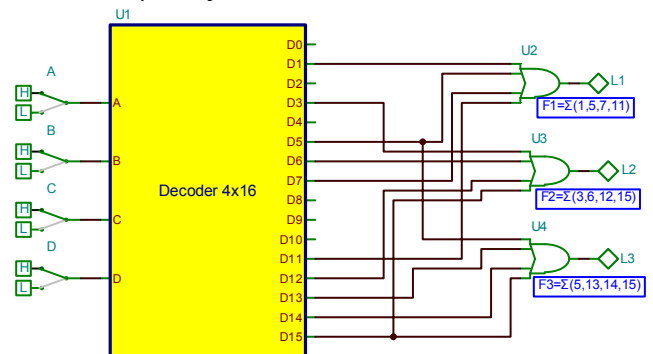 U1
D0
D1
U2
A
D2
H
L1
A
D3
L
F1=Σ(1,5,7,11)
D4
B
D5
U3
H
B
D6
L
D7
L2
Decoder 4x16
C
D8
F2=Σ(3,6,12,15)
H
C
D9
L
U4
D
D10
D11
L3
H
D
D12
L
F3=Σ(5,13,14,15)
D13
D14
D15